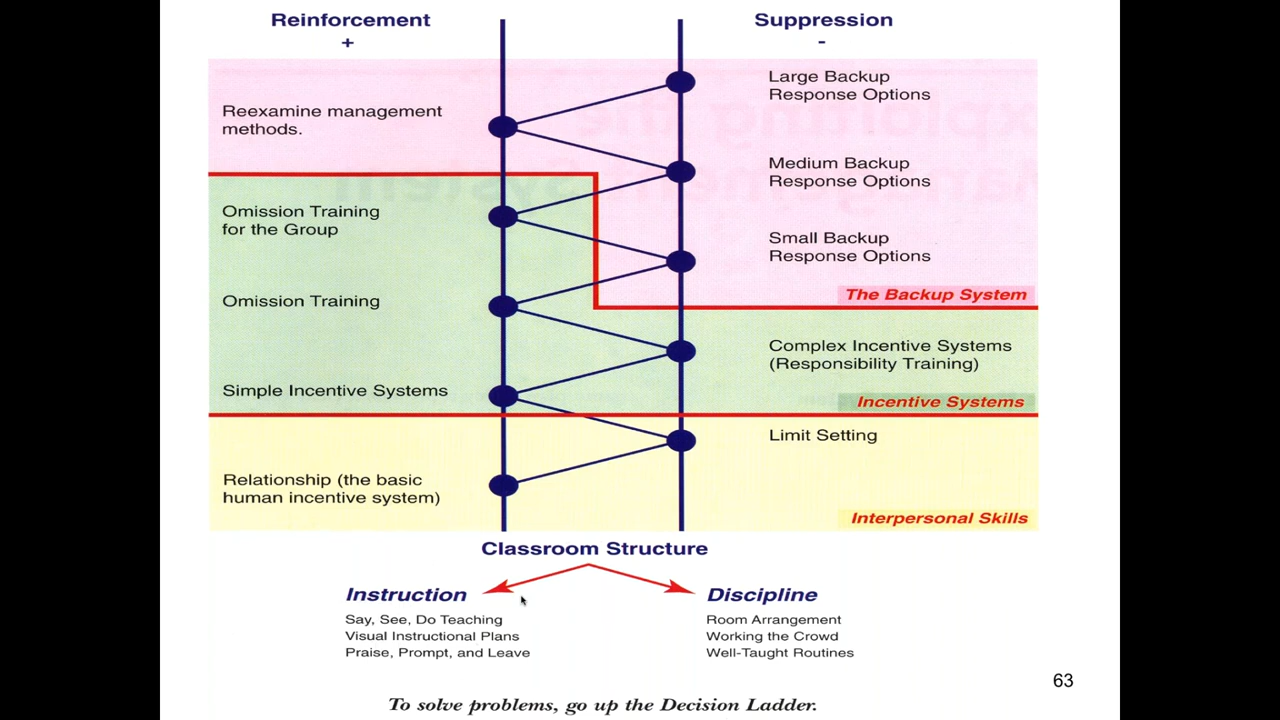 Reinforcement
+
Suppression
-
Large Backup
Response Options
Reexamine management
methods.
Medium Backup
Response Options
Omission Training
for the Group
Small Backup
Response Options
The Backup System
Omission Training
Complex Incentive Systems
(Responsibility Training)
Simple Incentive Systems
Incentive Systems
Limit Setting
Relationship (the basic
human incentive system)
Interpersonal Skills
Classroom Structure
Instruction
Say, See, Do Teaching
Visual Instructional Plans
Praise, Prompt, and Leave
Discipline
Room Arrangement
Working the Crowd
Well-Taught Routines
63
To solve problems, go up the Decision Ladder.